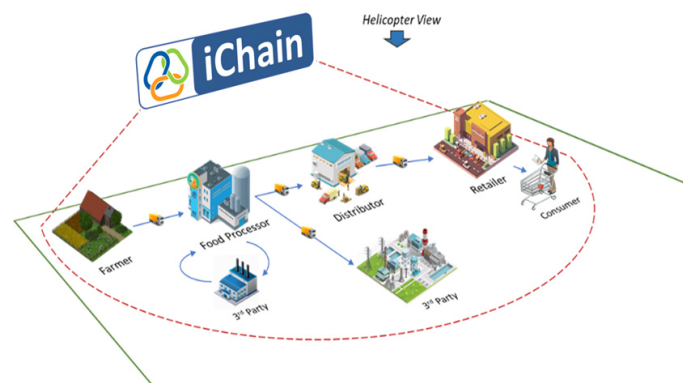 Helicopter View
iChain
Farmer
Food Processor
Distributor
Retailer
Consumer
3rd Party
3rd Party